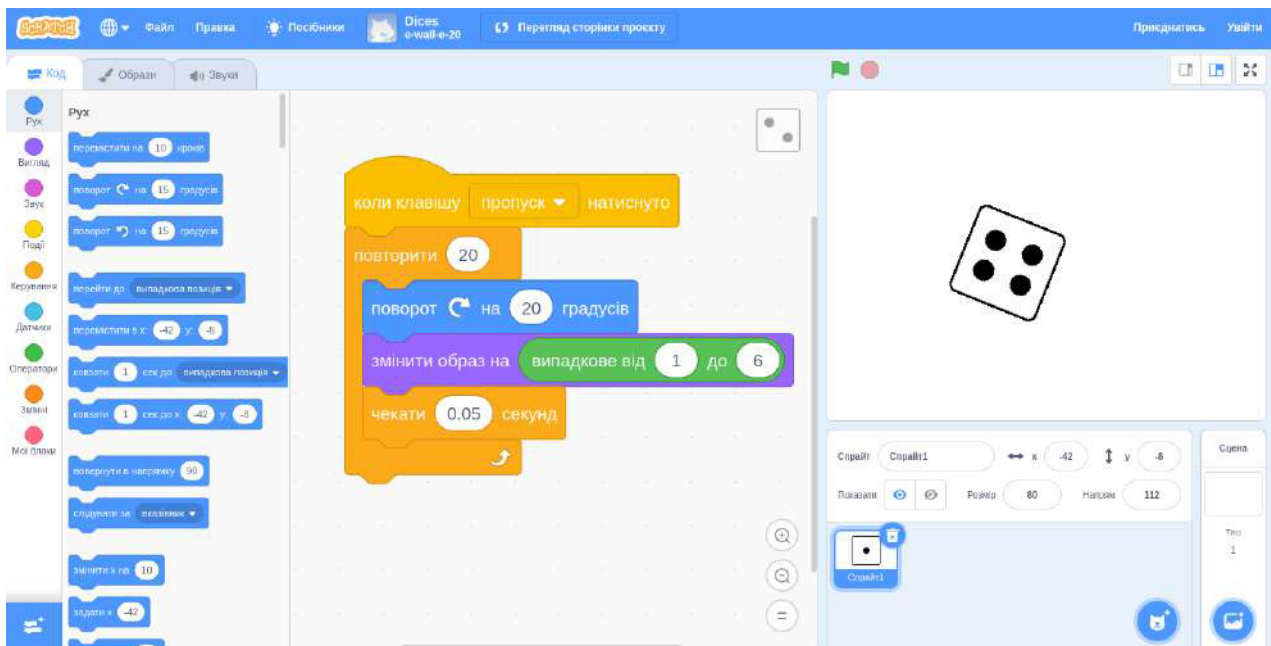 SCRATCH
Файл Правка Посібники Dices Перегляд сторінки проєкту Приєднатись Увійти
o-wall-o-20
Код Образи Звуки
Рух
Вигляд
Звук
Події
Керування
Датчики
Оператори
Змінні
Мої блоки
Рух
перемістити на 10 кроків
поворот на 15 градусів
поворот на 15 градусів
перейти до випадкова позиція
перемістити в x: -42 y: -8
ковзати 1 сек до випадкова позиція
ковзати 1 сек до x: -42 y: -8
повернути в напрямку 90
слідувати за вказівник
змінити x на 10
задати x -42
коли клавішу пропуск натиснуто
повторити 20
поворот на 20 градусів
змінити образ на випадкове від 1 до 6
чекати 0.05 секунд
Спрайт Спрайт1 x -42 y -8
Показати Розмір 80 Напрям 112
Спрайт1
Сцена
Тло
1